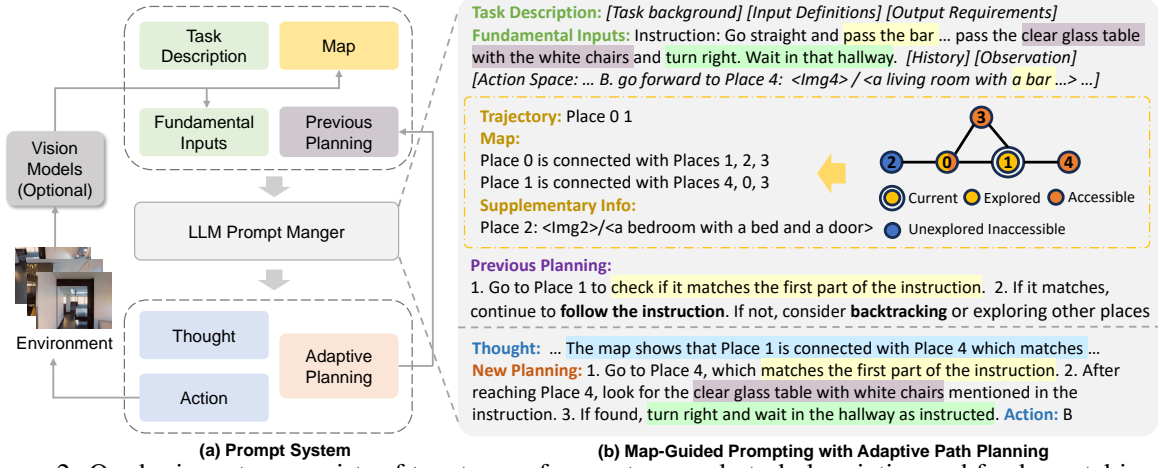 Task
Description
Map
Fundamental
Inputs
Previous
Planning
Vision
Models
(Optional)
LLM Prompt Manger
Environment
Thought
Action
Adaptive
Planning
(a) Prompt System
Task Description: [Task background] [Input Definitions] [Output Requirements]
Fundamental Inputs: Instruction: Go straight and pass the bar ... pass the clear glass table
with the white chairs and turn right. Wait in that hallway. [History] [Observation]
[Action Space: ... B. go forward to Place 4: <Img4> / <a living room with a bar ...> ...]
Trajectory: Place 0 1
Map:
Place 0 is connected with Places 1, 2, 3
Place 1 is connected with Places 4, 0, 3
Supplementary Info:
Place 2: <Img2>/<a bedroom with a bed and a door>
3
2 0 1 4
Current Explored Accessible
Unexplored Inaccessible
Previous Planning:
1. Go to Place 1 to check if it matches the first part of the instruction. 2. If it matches,
continue to follow the instruction. If not, consider backtracking or exploring other places
Thought: ... The map shows that Place 1 is connected with Place 4 which matches ...
New Planning: 1. Go to Place 4, which matches the first part of the instruction. 2. After
reaching Place 4, look for the clear glass table with white chairs mentioned in the
instruction. 3. If found, turn right and wait in the hallway as instructed. Action: B
(b) Map-Guided Prompting with Adaptive Path Planning